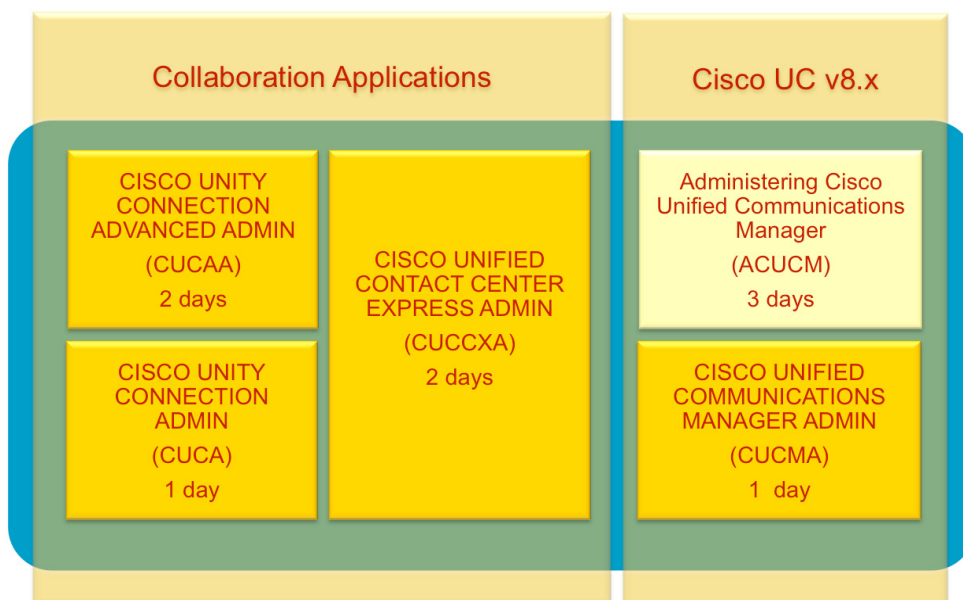 Collaboration Applications
CISCO UNITY
CONNECTION
ADVANCED ADMIN
(CUCAA)
2 days
CISCO UNITY
CONNECTION
ADMIN
(CUCA)
1 day
CISCO UNIFIED
CONTACT CENTER
EXPRESS ADMIN
(CUCCXA)
2 days
Cisco UC v8.x
Administering Cisco
Unified Communications
Manager
(ACUCM)
3 days
CISCO UNIFIED
COMMUNICATIONS
MANAGER ADMIN
(CUCMA)
1 day